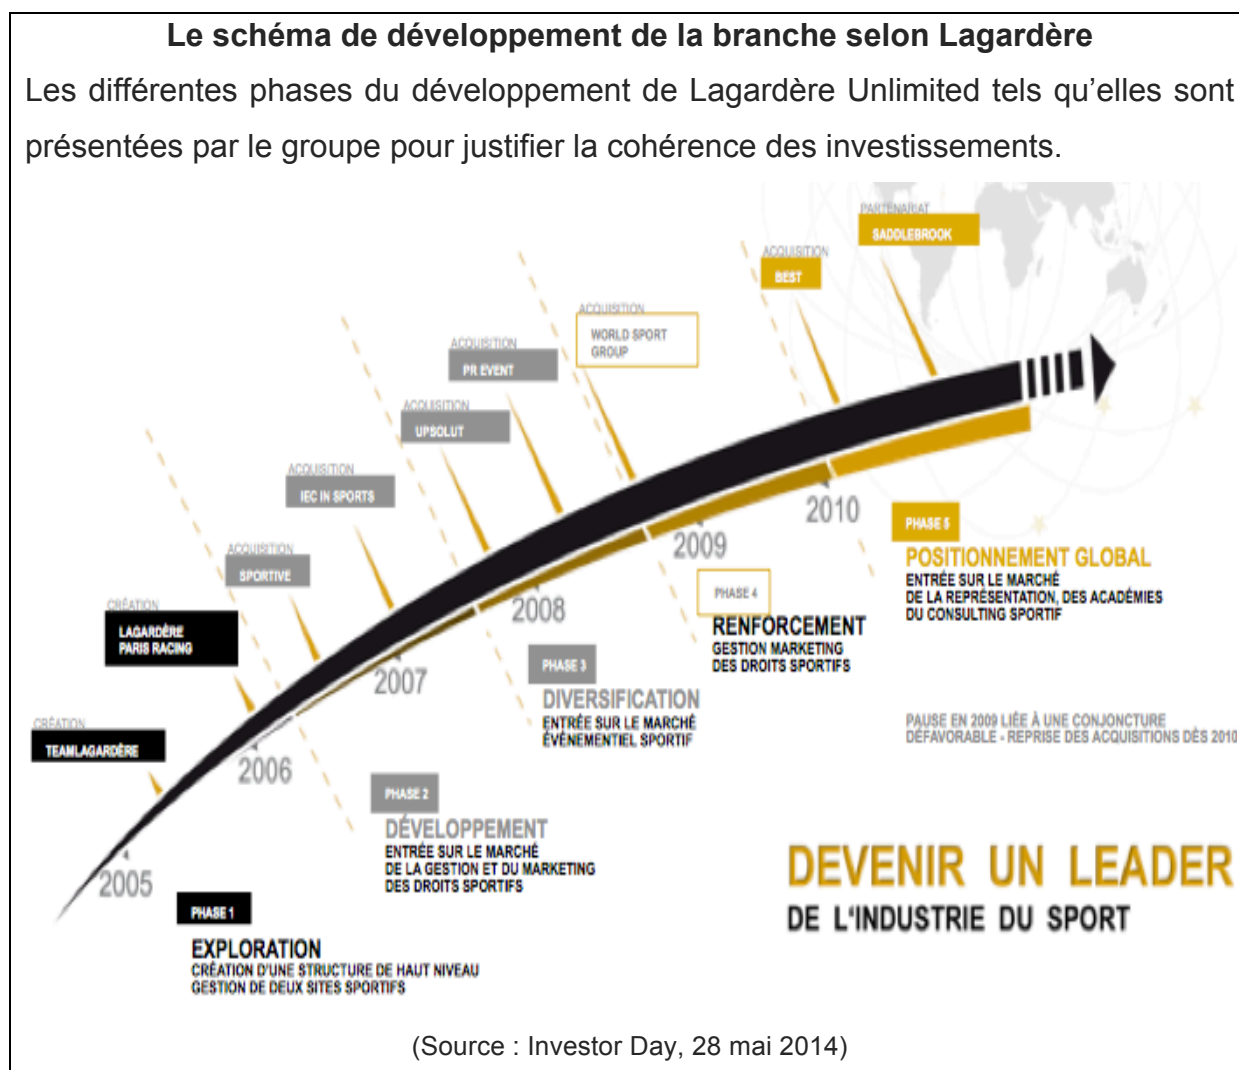 Le schéma de développement de la branche selon Lagardère
Les différentes phases du développement de Lagardère Unlimited tels qu’elles sont
présentées par le groupe pour justifier la cohérence des investissements.
PARTENARIAT
SADDLEBROOK
ACQUISITION
BEST
ACQUISITION
WORLD SPORT
GROUP
ACQUISITION
PR EVENT
ACQUISITION
UPSOLUT
ACQUISITION
IEC IN SPORTS
ACQUISITION
SPORTIVE
CRÉATION
LAGARDÈRE
PARIS RACING
CRÉATION
TEAMLAGARDÈRE
2005
2006
2007
2008
2009
2010
PHASE 1
EXPLORATION
CRÉATION D'UNE STRUCTURE DE HAUT NIVEAU
GESTION DE DEUX SITES SPORTIFS
PHASE 2
DÉVELOPPEMENT
ENTRÉE SUR LE MARCHÉ
DE LA GESTION ET DU MARKETING
DES DROITS SPORTIFS
PHASE 3
DIVERSIFICATION
ENTRÉE SUR LE MARCHÉ
ÉVÉNEMENTIEL SPORTIF
PHASE 4
RENFORCEMENT
GESTION MARKETING
DES DROITS SPORTIFS
PHASE 5
POSITIONNEMENT GLOBAL
ENTRÉE SUR LE MARCHÉ
DE LA REPRÉSENTATION, DES ACADÉMIES
DU CONSULTING SPORTIF
PAUSE EN 2009 LIÉE À UNE CONJONCTURE
DÉFAVORABLE - REPRISE DES ACQUISITIONS DÈS 2010
DEVENIR UN LEADER
DE L'INDUSTRIE DU SPORT
(Source : Investor Day, 28 mai 2014)